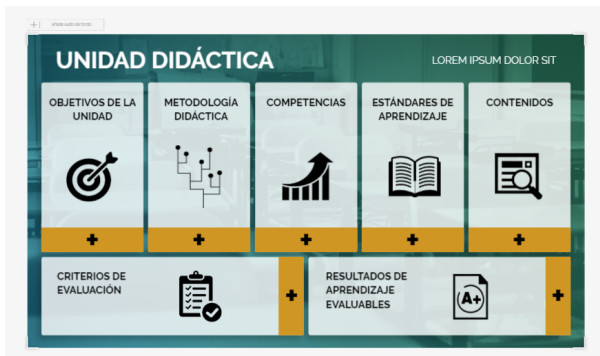 UNIDAD DIDÁCTICA
LOREM IPSUM DOLOR SIT
OBJETIVOS DE LA
UNIDAD
METODOLOGÍA
DIDÁCTICA
COMPETENCIAS
ESTÁNDARES DE
APRENDIZAJE
CONTENIDOS
+
+
+
+
+
CRITERIOS DE
EVALUACIÓN
+
RESULTADOS DE
APRENDIZAJE
EVALUABLES
A+
+